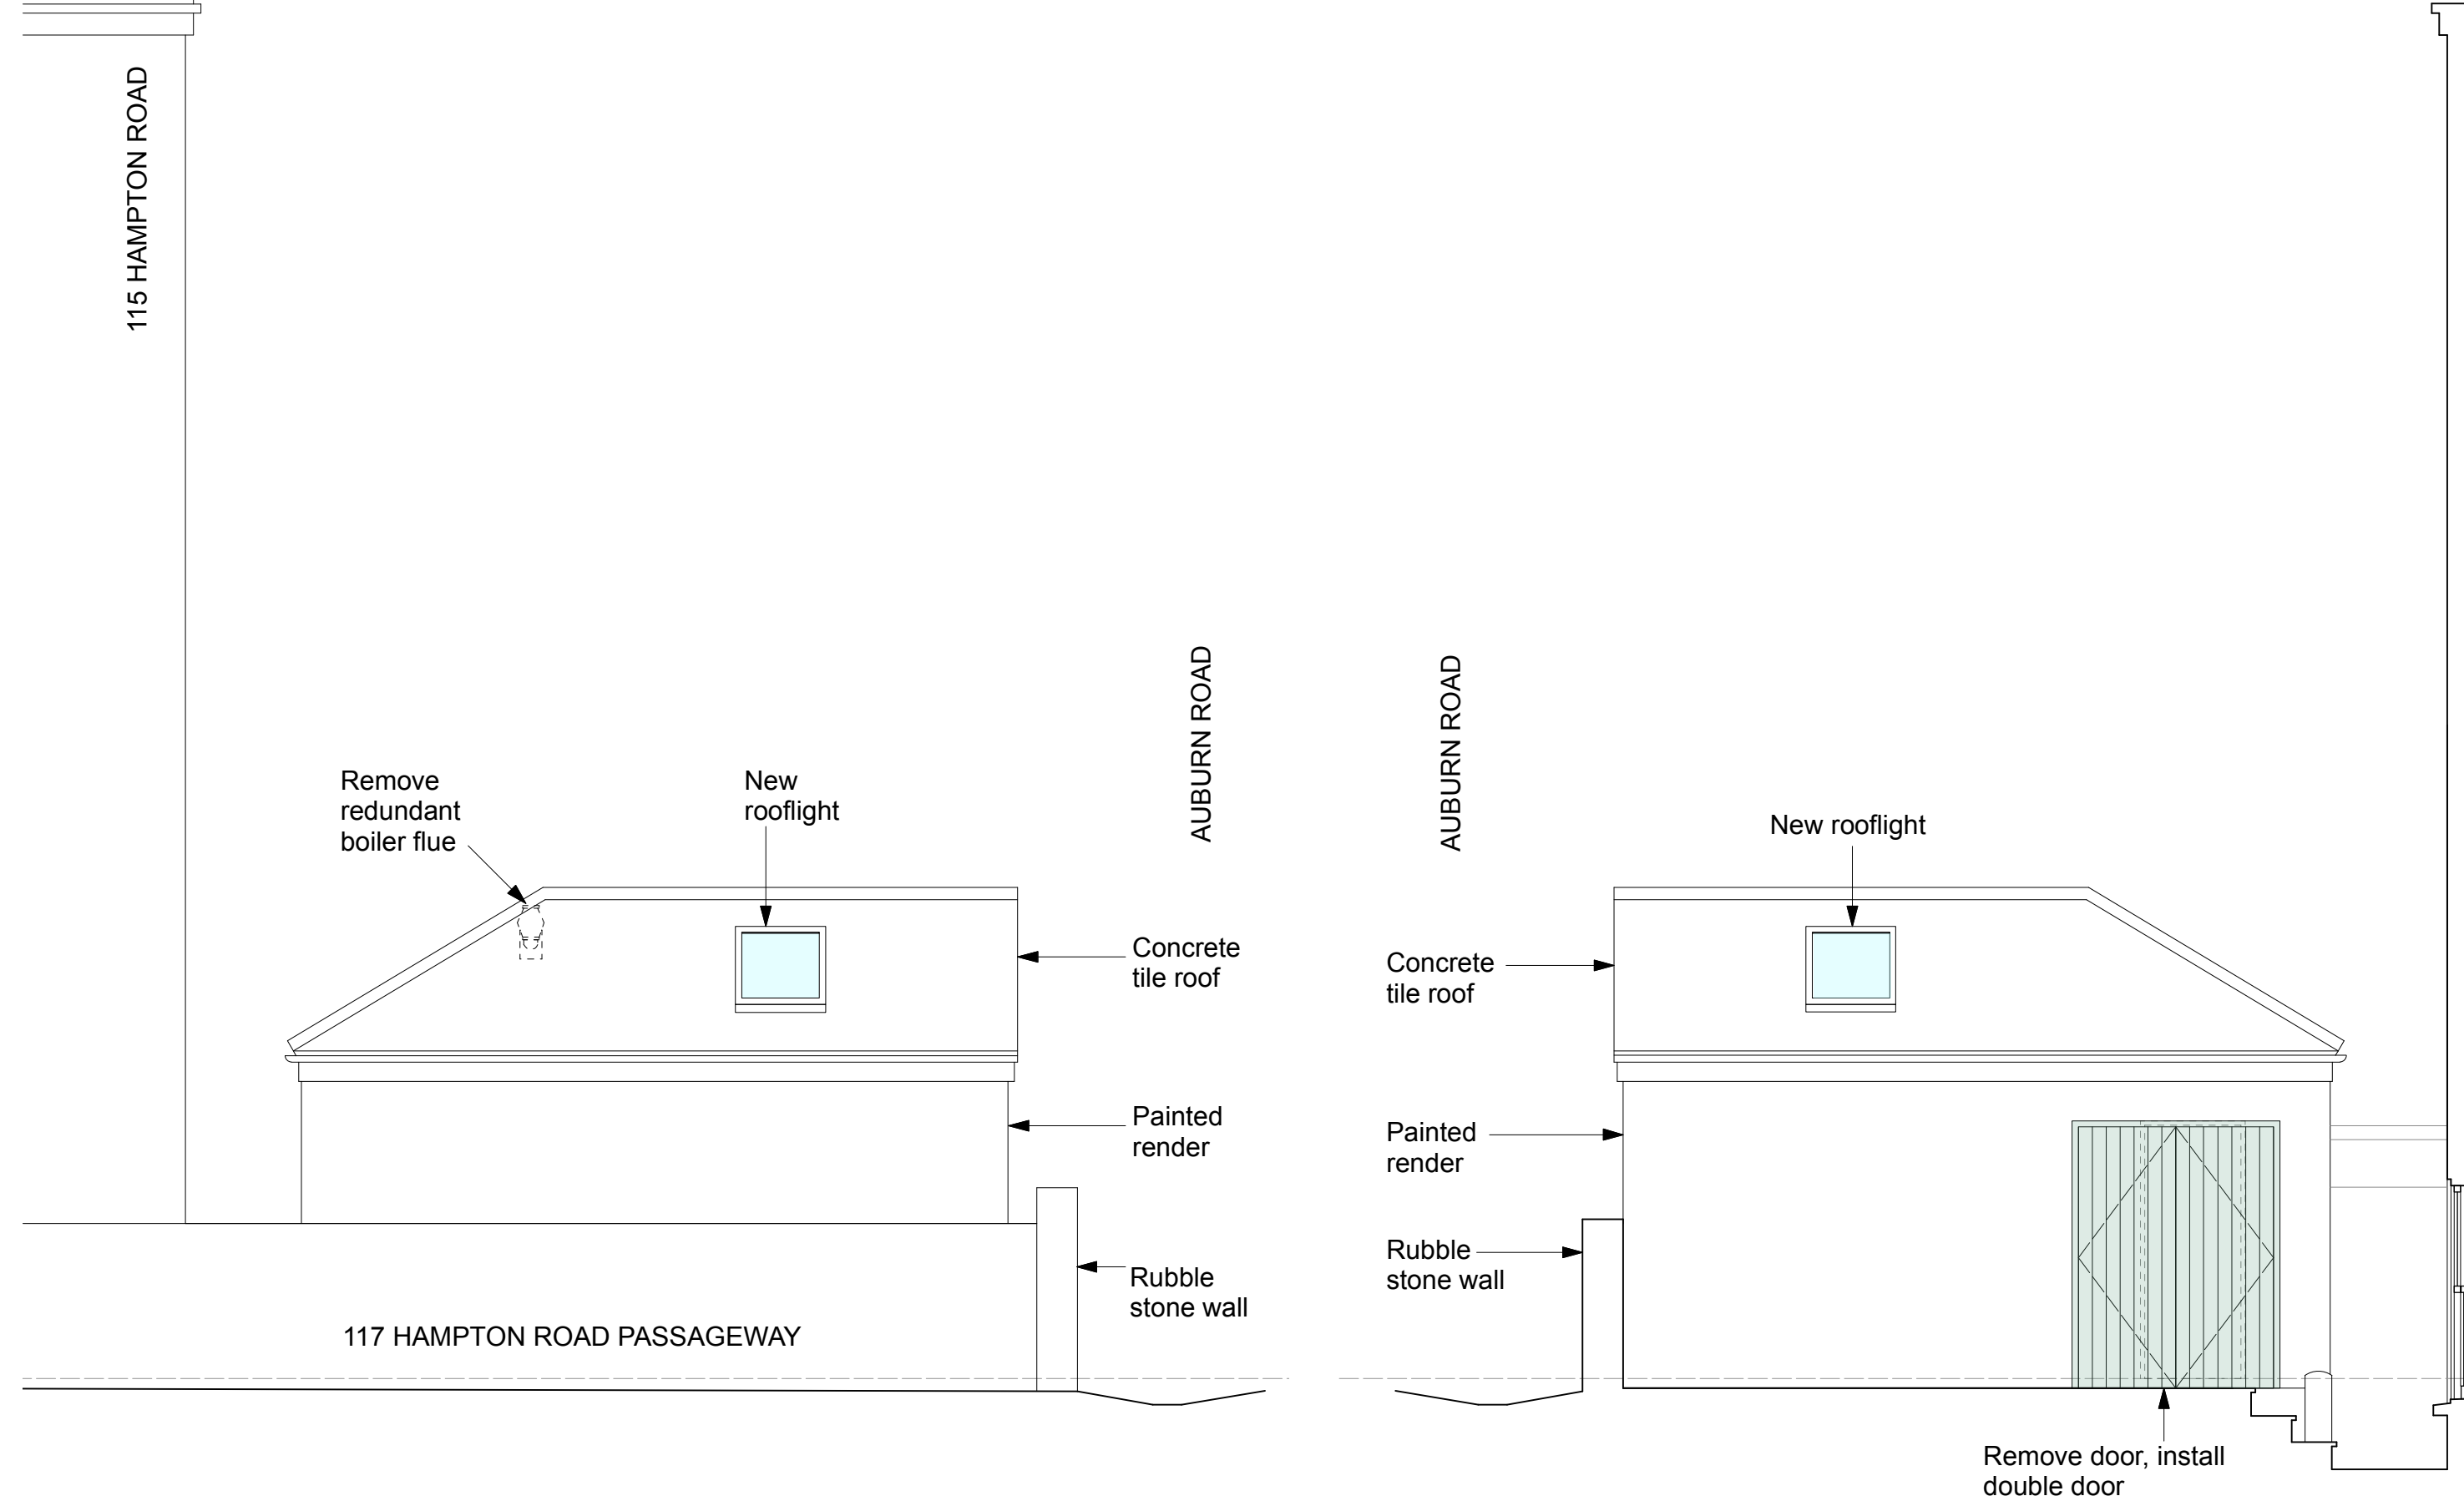 115 HAMPTON ROAD
Remove
redundant
boiler flue
New
rooflight
AUBURN ROAD
Concrete
tile roof
Painted
render
Rubble
stone wall
117 HAMPTON ROAD PASSAGEWAY
AUBURN ROAD
New rooflight
Concrete
tile roof
Painted
render
Rubble
stone wall
Remove door, install
double door